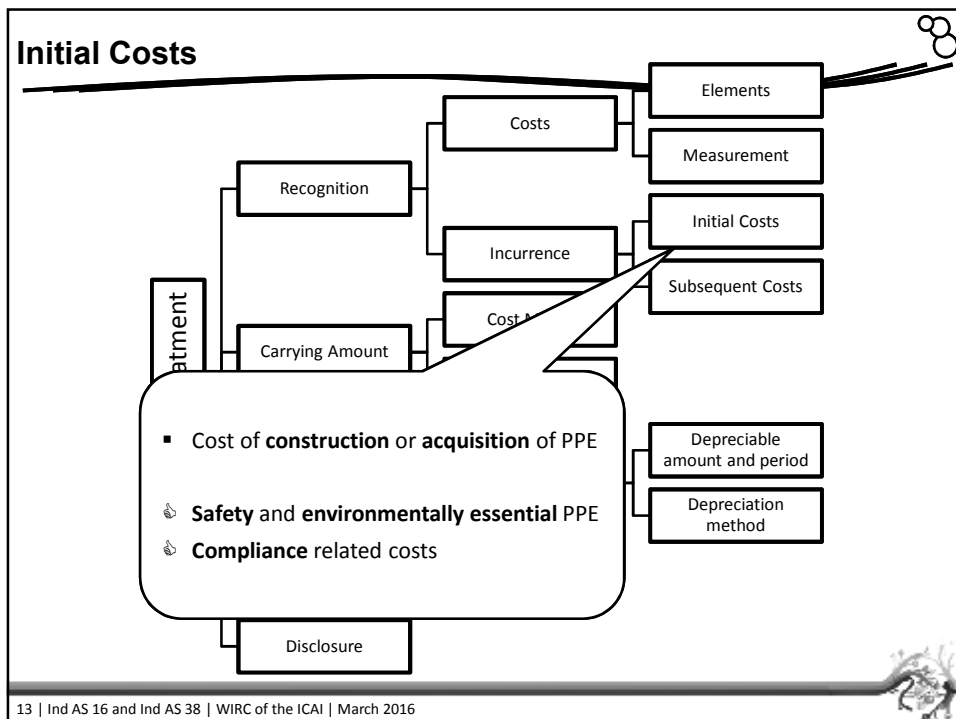 Initial Costs
Elements
Costs
Measurement
Recognition
Initial Costs
Incurrence
Subsequent Costs
atment
Cost M
Carrying Amount
▪ Cost of construction or acquisition of PPE
Safety and environmentally essential PPE
Compliance related costs
Depreciable
amount and period
Depreciation
method
Disclosure
13 | Ind AS 16 and Ind AS 38 | WIRC of the ICAI | March 2016